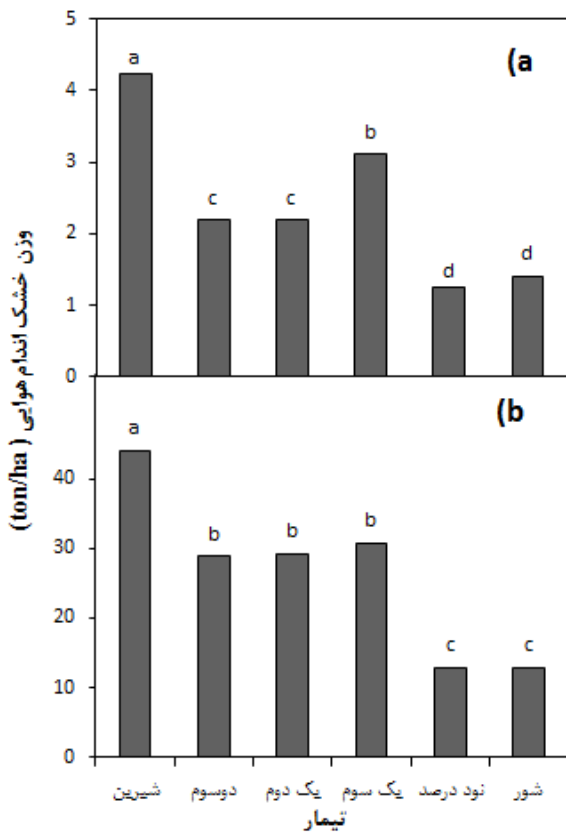 5
(a
a
4
b
3
c
c
2
d
d
1
0
(b
a
40
b
b
b
30
20
c
c
10
0
وزن خشک اندام هوایی ( ton/ha)
شیرین
دوسوم
یک دوم
یک سوم
نود درصد
شور
تیمار